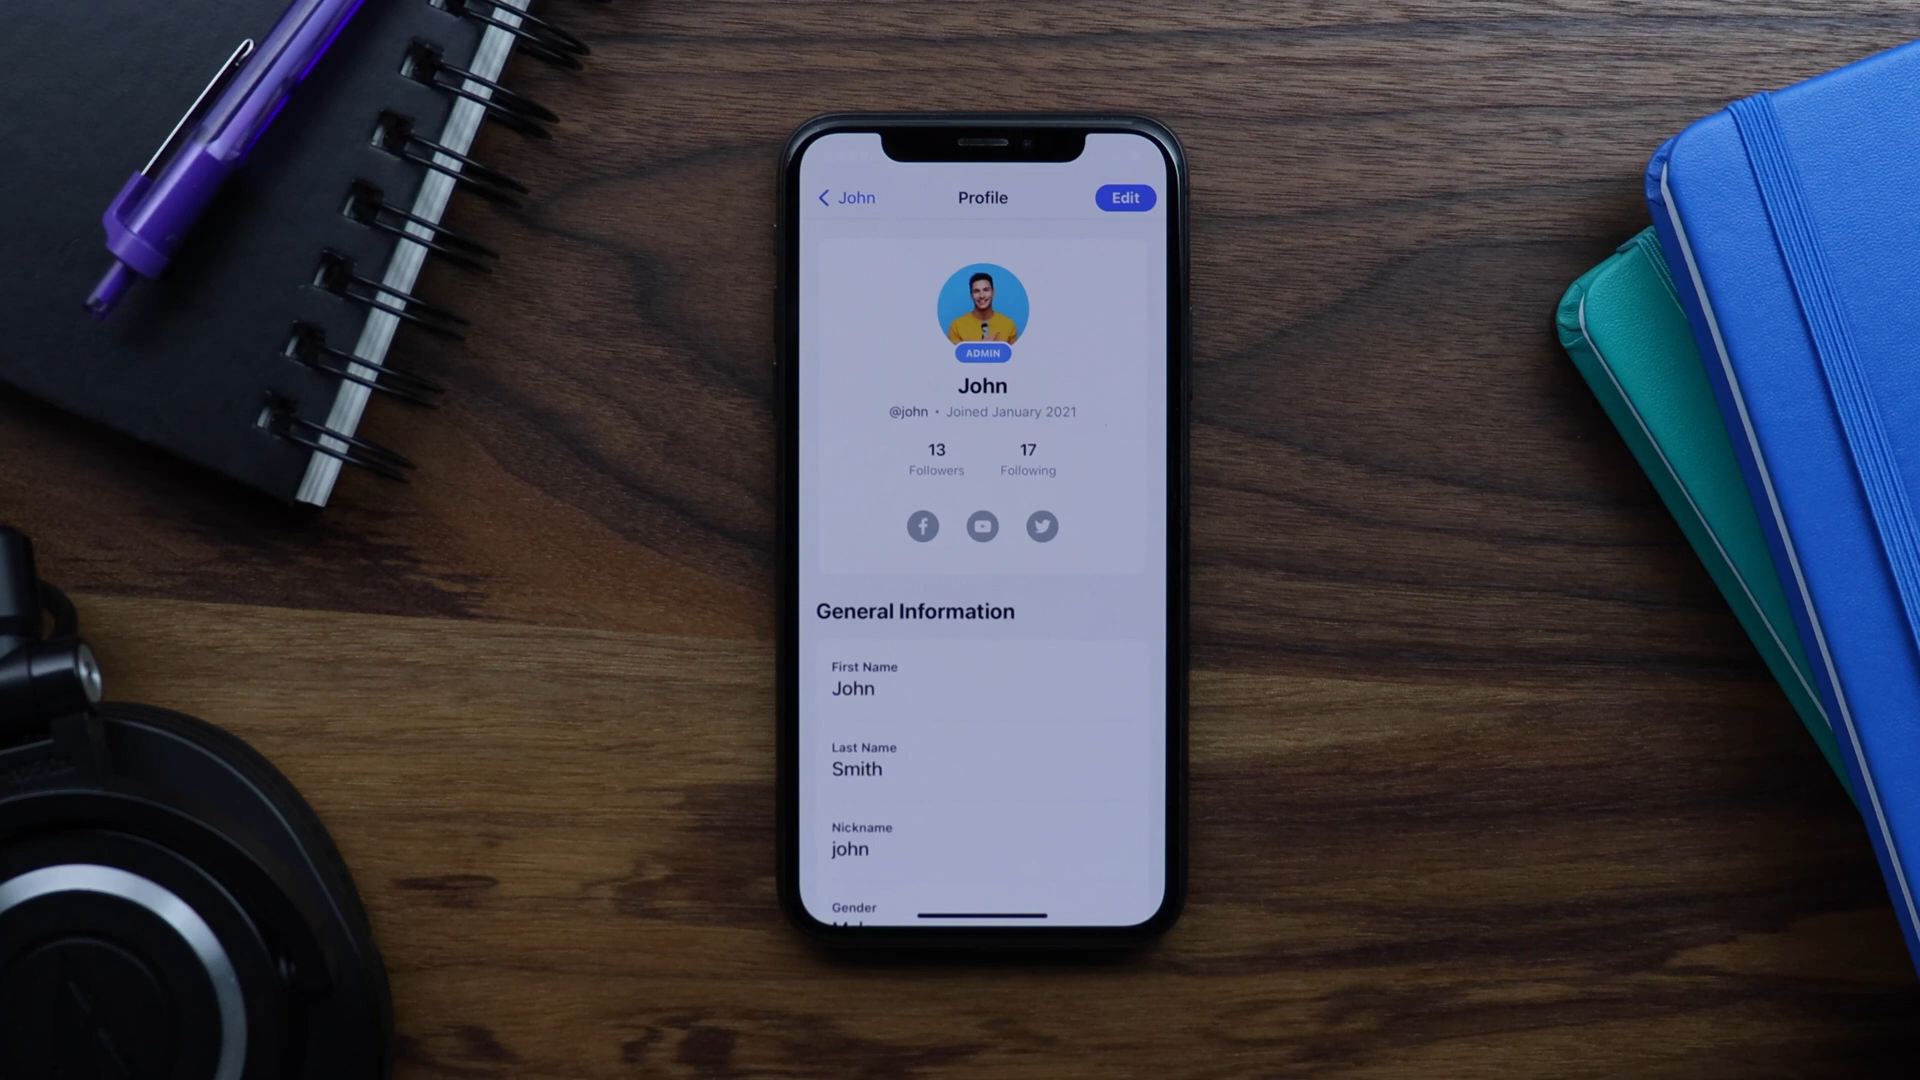 John
Profile
Edit
ADMIN
John
@john • Joined January 2021
13
17
Followers
Following
General Information
First Name
John
Last Name
Smith
Nickname
john
Gender